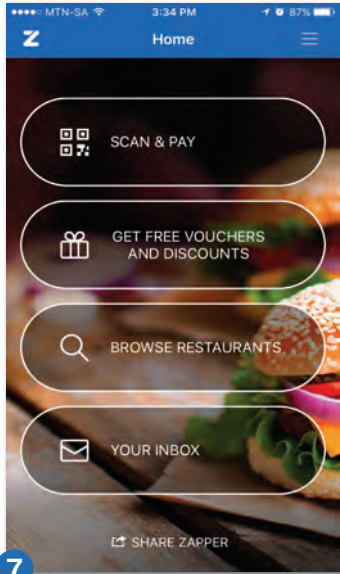 MTN-SA 3:34 PM 87%
Z Home
SCAN & PAY
GET FREE VOUCHERS
AND DISCOUNTS
BROWSE RESTAURANTS
YOUR INBOX
SHARE ZAPPER
7